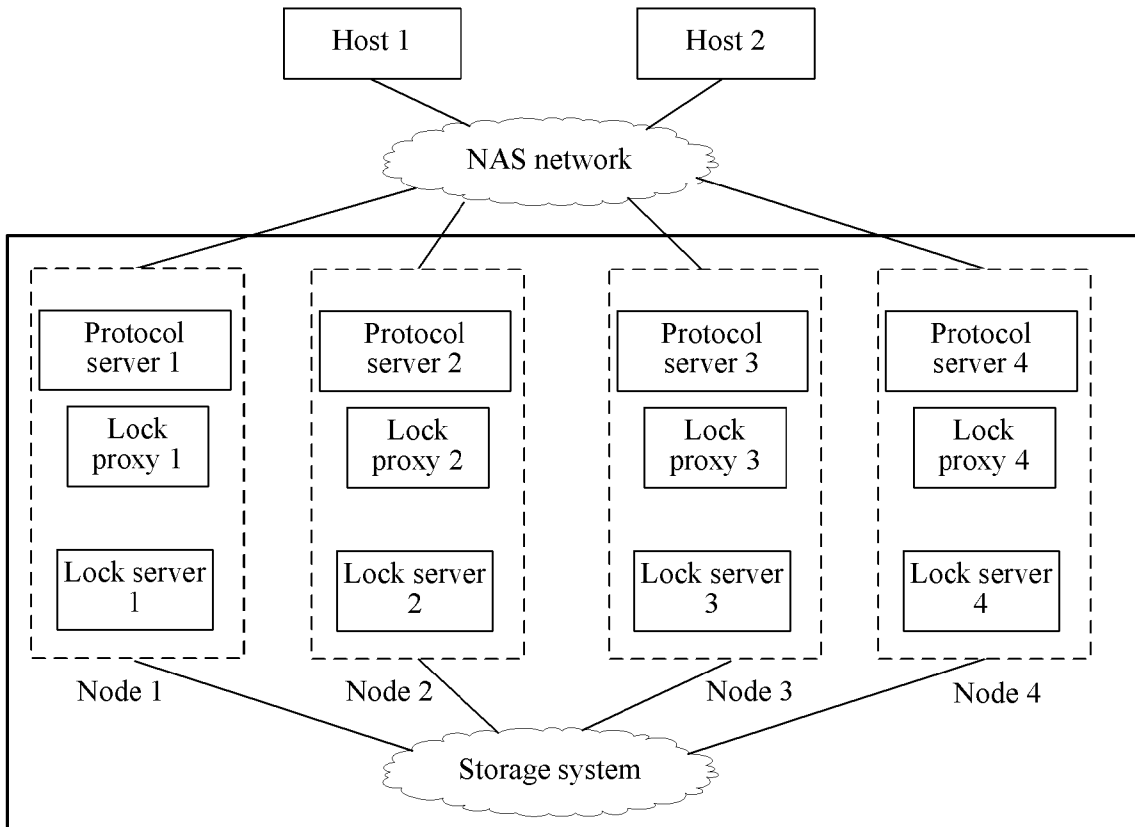 Host 1
Host 2
NAS network
Protocol
server 1
Protocol
server 2
Protocol
server 3
Protocol
server 4
Lock
proxy 1
Lock
proxy 2
Lock
proxy 3
Lock
proxy 4
Lock server
1
Lock server
2
Lock server
3
Lock server
4
Node 1
Node 2
Node 3
Node 4
Storage system